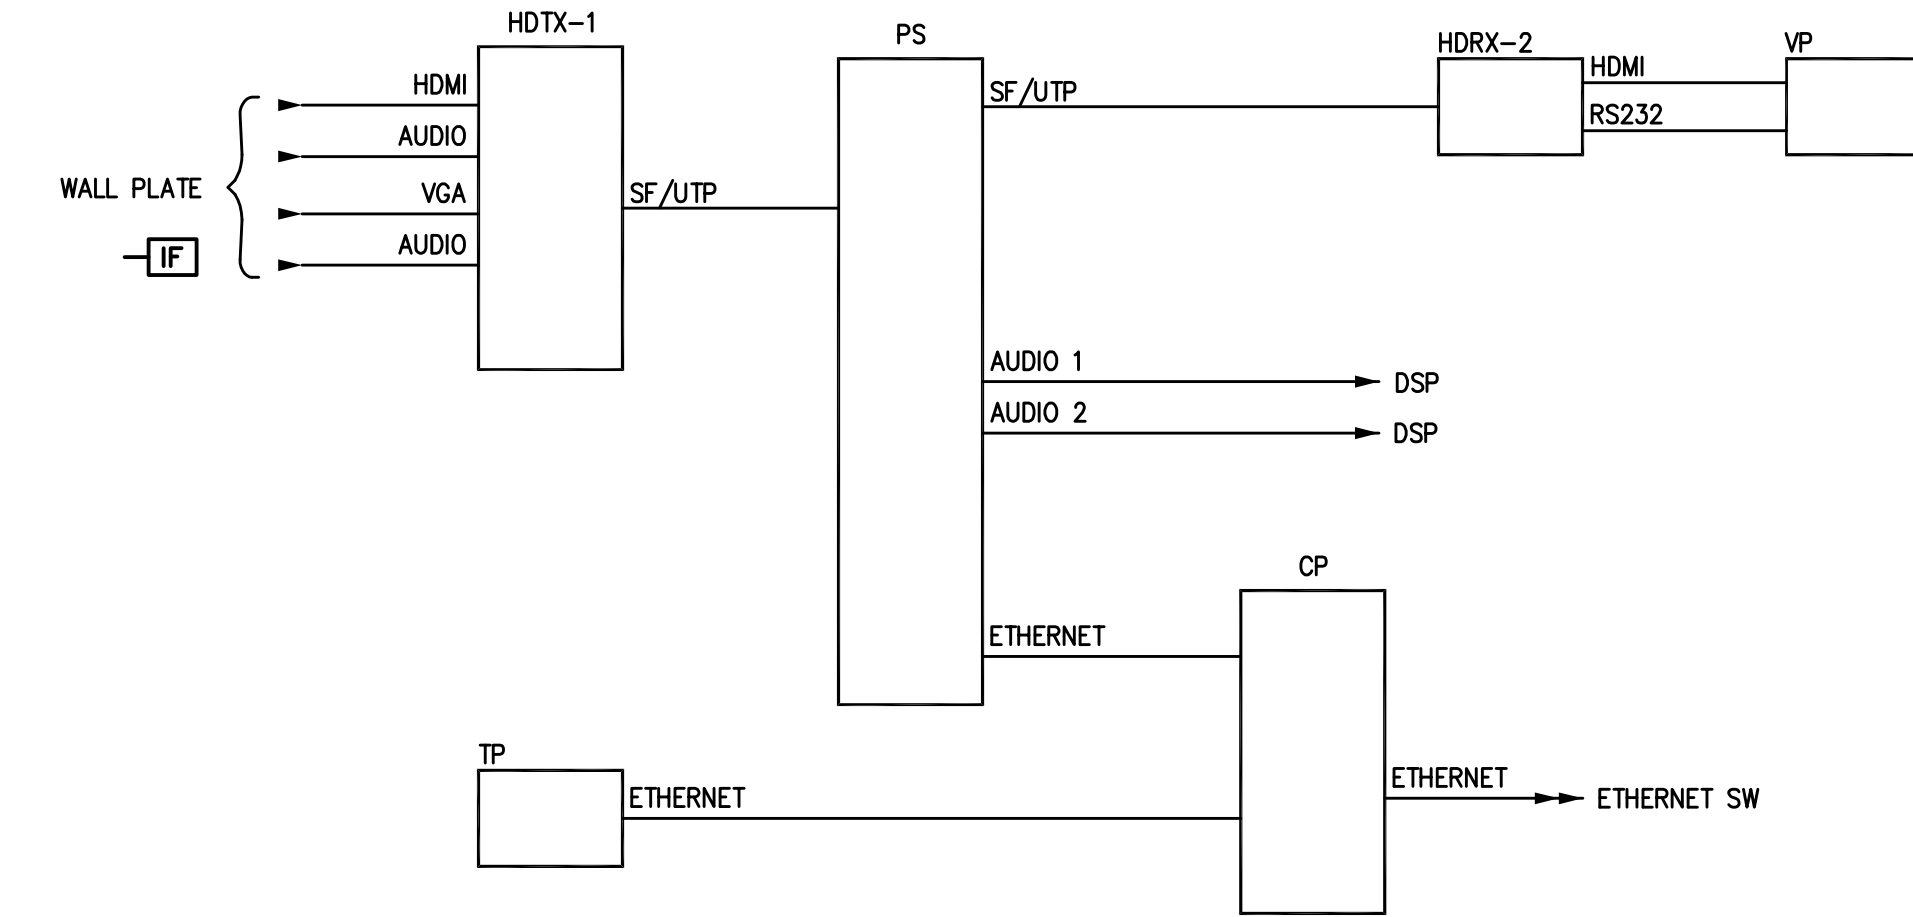 HDTX-1
PS
HDRX-2
VP
HDMI
AUDIO
VGA
AUDIO
WALL PLATE
IF
SF/UTP
SF/UTP
HDMI
RS232
AUDIO 1
DSP
AUDIO 2
DSP
CP
ETHERNET
TP
ETHERNET
ETHERNET
ETHERNET SW